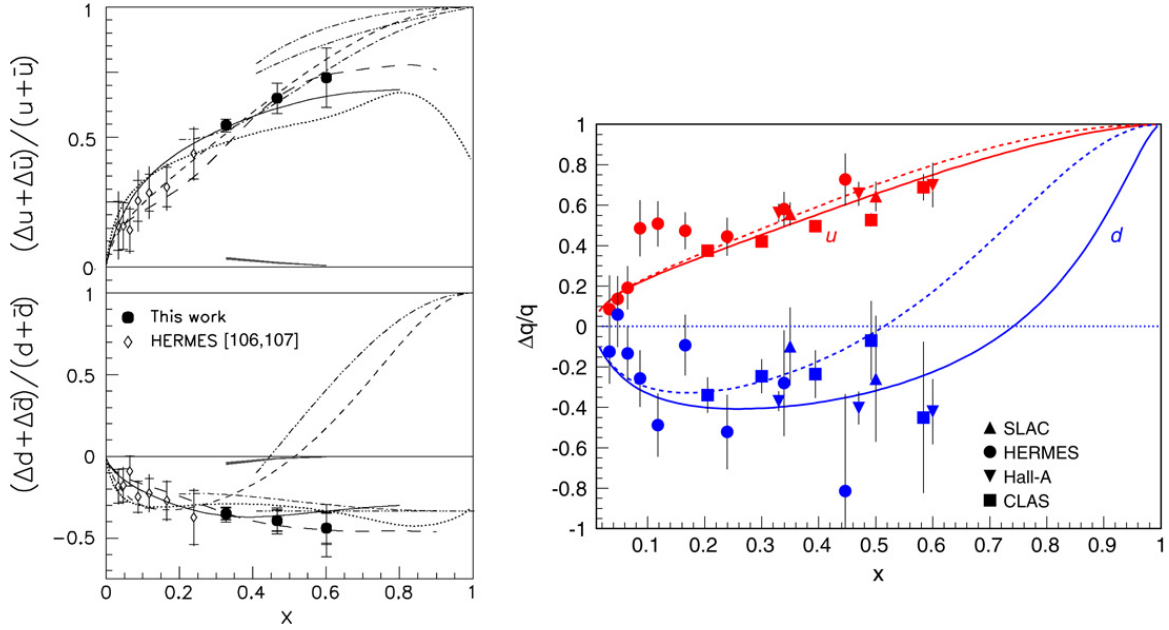 (Δu + Δū) / (u + ū)
1
0.5
0
(Δd + Δd̄) / (d + d̄)
1
This work
HERMES [106,107]
0.5
0
−0.5
0
0.2
0.4
0.6
0.8
1
x
Δq/q
1
0.8
0.6
0.4
0.2
0
-0.2
-0.4
-0.6
-0.8
-1
u
d
SLAC
HERMES
Hall-A
CLAS
0.1 0.2 0.3 0.4 0.5 0.6 0.7 0.8 0.9 1
x